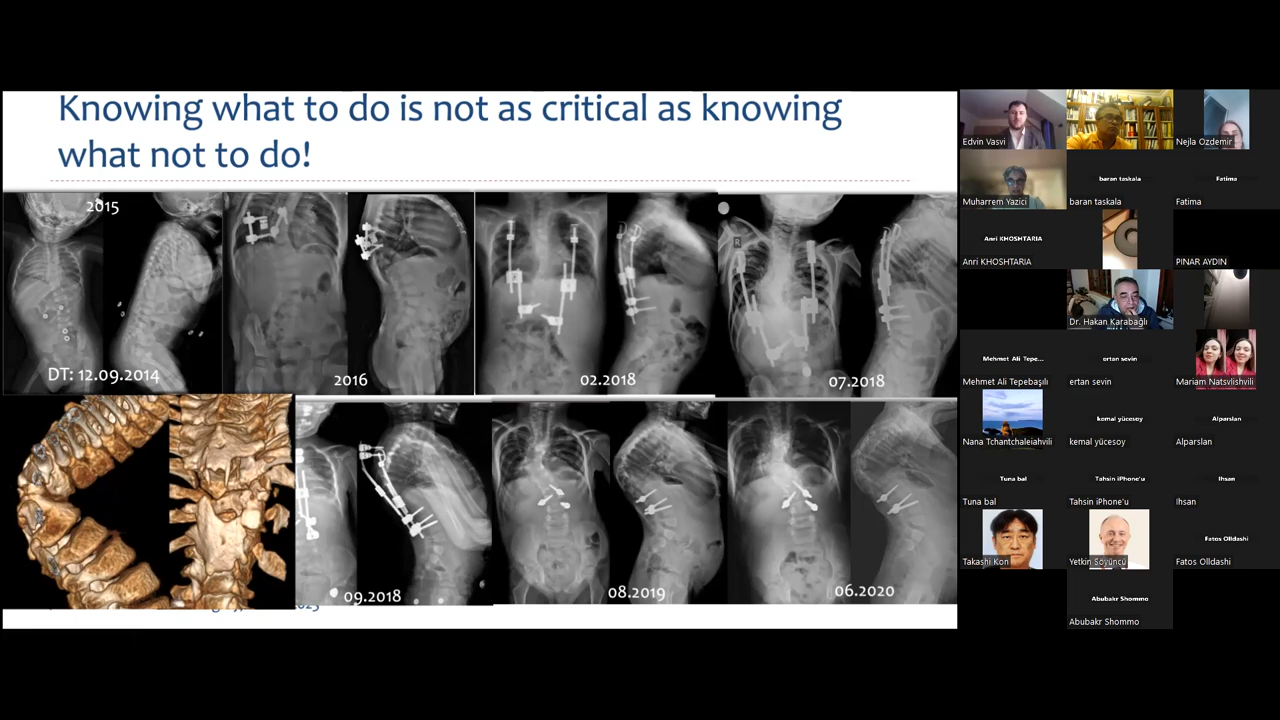 Knowing what to do is not as critical as knowing
what not to do!
2015
DT: 12.09.2014
2016
02.2018
R
07.2018
09.2018
08.2019
06.2020
Edvin Vasvi
Nejla Ozdemir
Muharrem Yazici
baran taskala
baran taskala
Fatima
Fatima
Anri KHOSHTARIA
Anri KHOSHTARIA
PINAR AYDIN
Dr. Hakan Karabağlı
Mehmet Ali Tepe...
Mehmet Ali Tepebaşılı
ertan sevin
ertan sevin
Mariam Natsvlishvili
Nana Tchantchaleiahvili
kemal yücesoy
kemal yücesoy
Alparslan
Alparslan
Tuna bal
Tuna bal
Tahsin iPhone'u
Tahsin iPhone'u
Ihsan
Ihsan
Takashi Kon
Yetkin Söyüncü
Fatos Olldashi
Fatos Olldashi
Abubakr Shommo
Abubakr Shommo